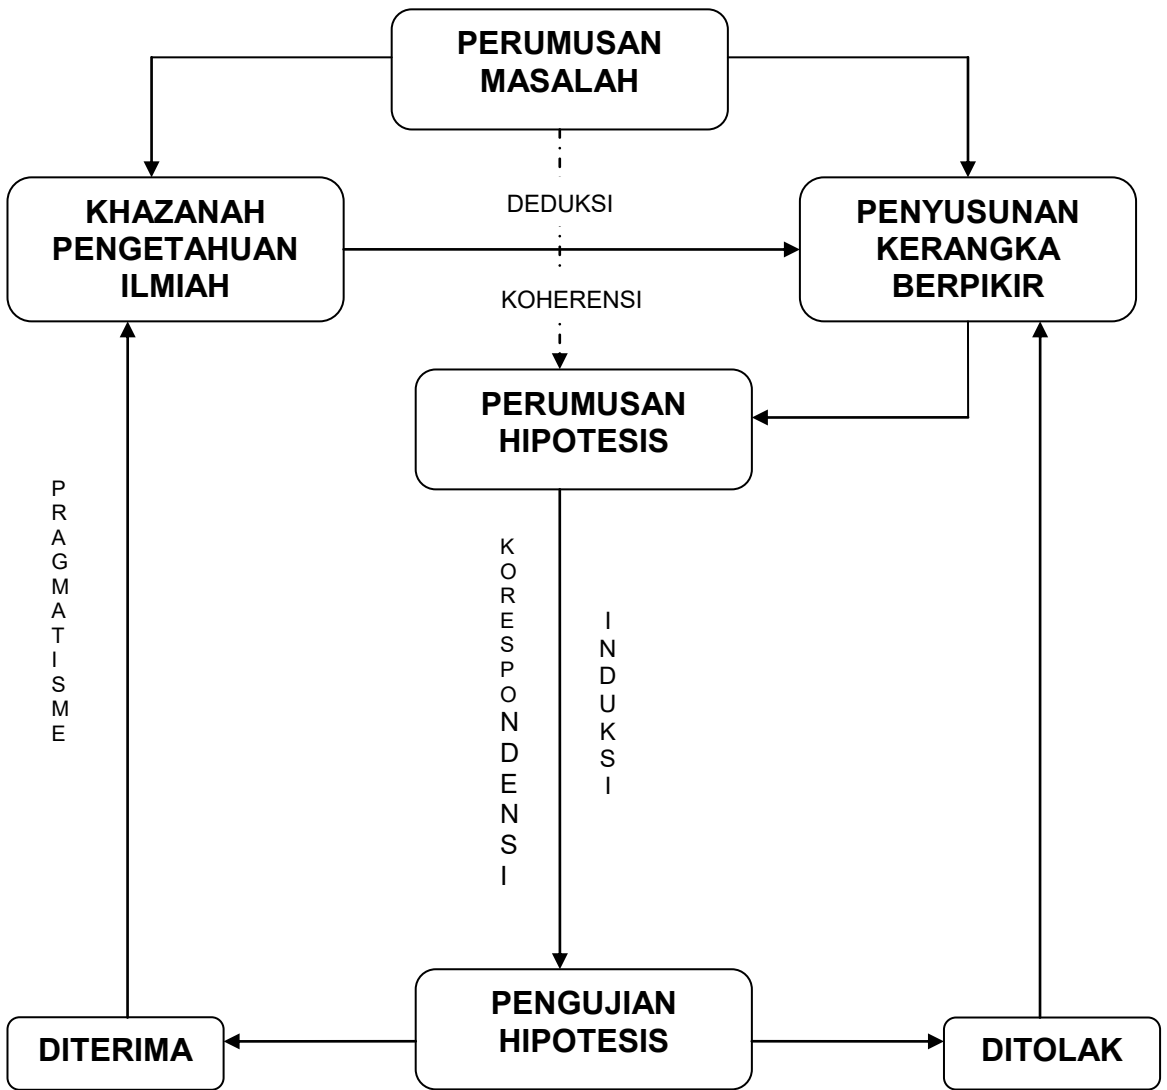 PERUMUSAN
MASALAH
DEDUKSI
KHAZANAH
PENGETAHUAN
ILMIAH
PENYUSUNAN
KERANGKA
BERPIKIR
KOHERENSI
PERUMUSAN
HIPOTESIS
PRAGMATISME
KORESPONDENSI
INDUKSI
PENGUJIAN
HIPOTESIS
DITERIMA
DITOLAK